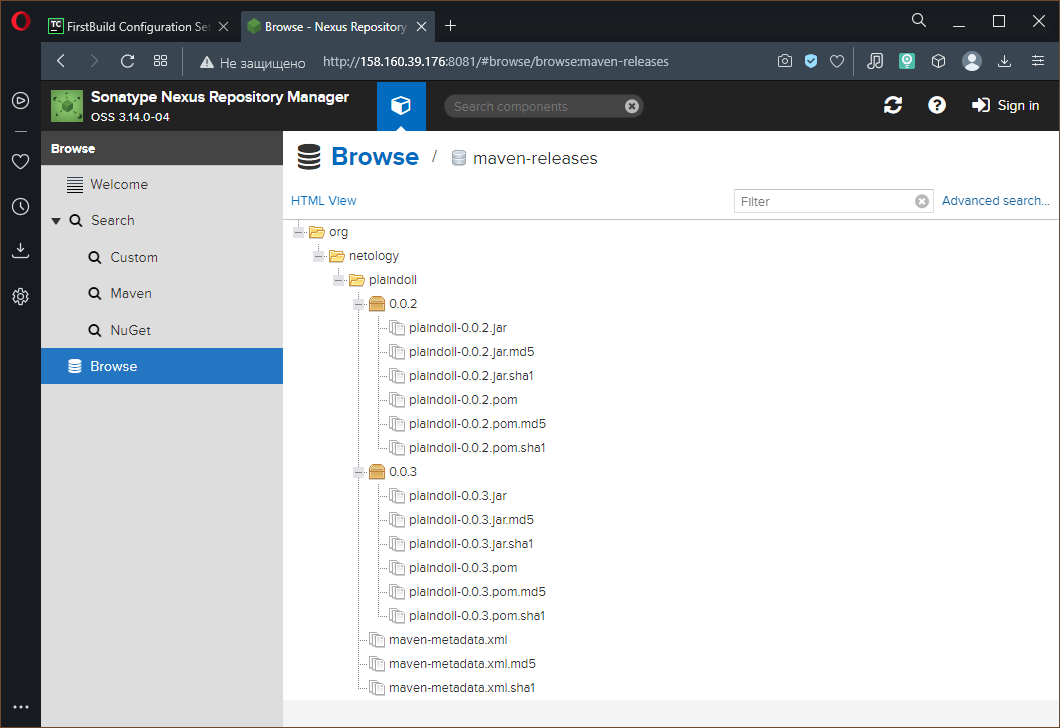 FirstBuild Configuration Se
Browse - Nexus Repository
Не защищено
http://158.160.39.176:8081/#browse/browse:maven-releases
Sonatype Nexus Repository Manager
OSS 3.14.0-04
Search components
Sign in
Browse
Welcome
Search
Custom
Maven
NuGet
Browse
Browse / maven-releases
HTML View
Filter
Advanced search...
org
netology
plaindoll
0.0.2
plaindoll-0.0.2.jar
plaindoll-0.0.2.jar.md5
plaindoll-0.0.2.jar.sha1
plaindoll-0.0.2.pom
plaindoll-0.0.2.pom.md5
plaindoll-0.0.2.pom.sha1
0.0.3
plaindoll-0.0.3.jar
plaindoll-0.0.3.jar.md5
plaindoll-0.0.3.jar.sha1
plaindoll-0.0.3.pom
plaindoll-0.0.3.pom.md5
plaindoll-0.0.3.pom.sha1
maven-metadata.xml
maven-metadata.xml.md5
maven-metadata.xml.sha1